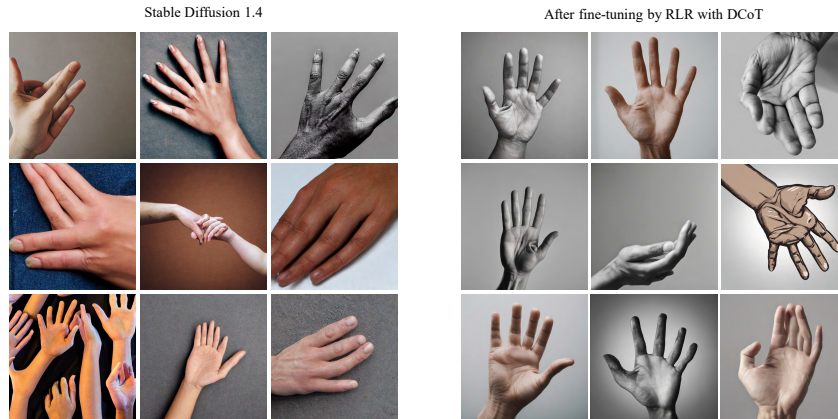 Stable Diffusion 1.4
After fine-tuning by RLR with DCoT